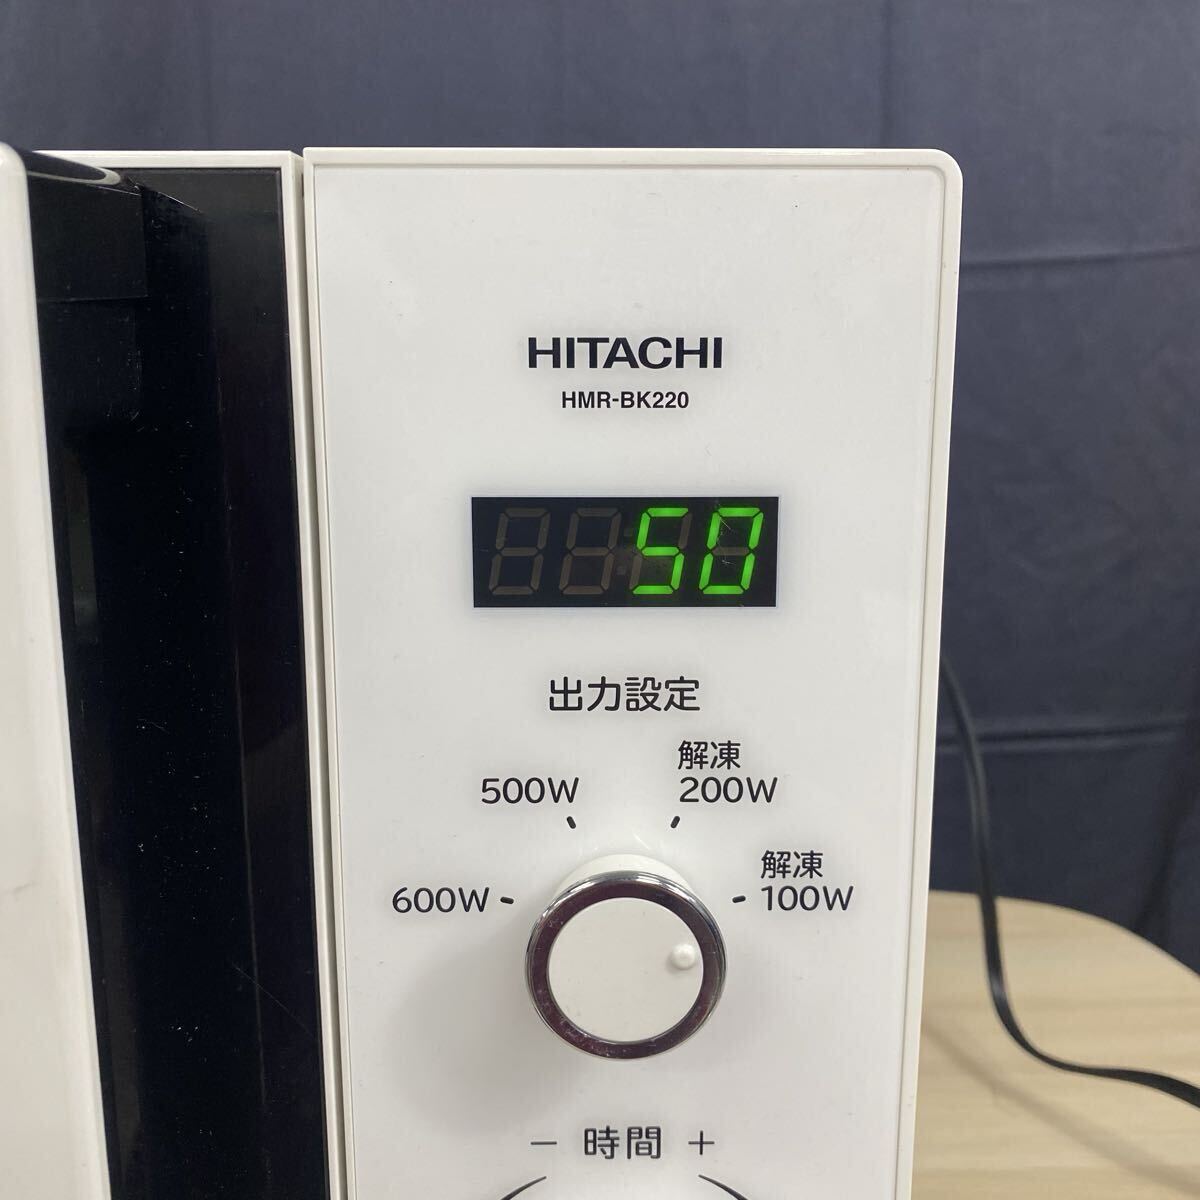 HITACHI
HMR-BK220
50
出力設定
解凍
500W 200W
解凍
600W 100W
− 時間 +